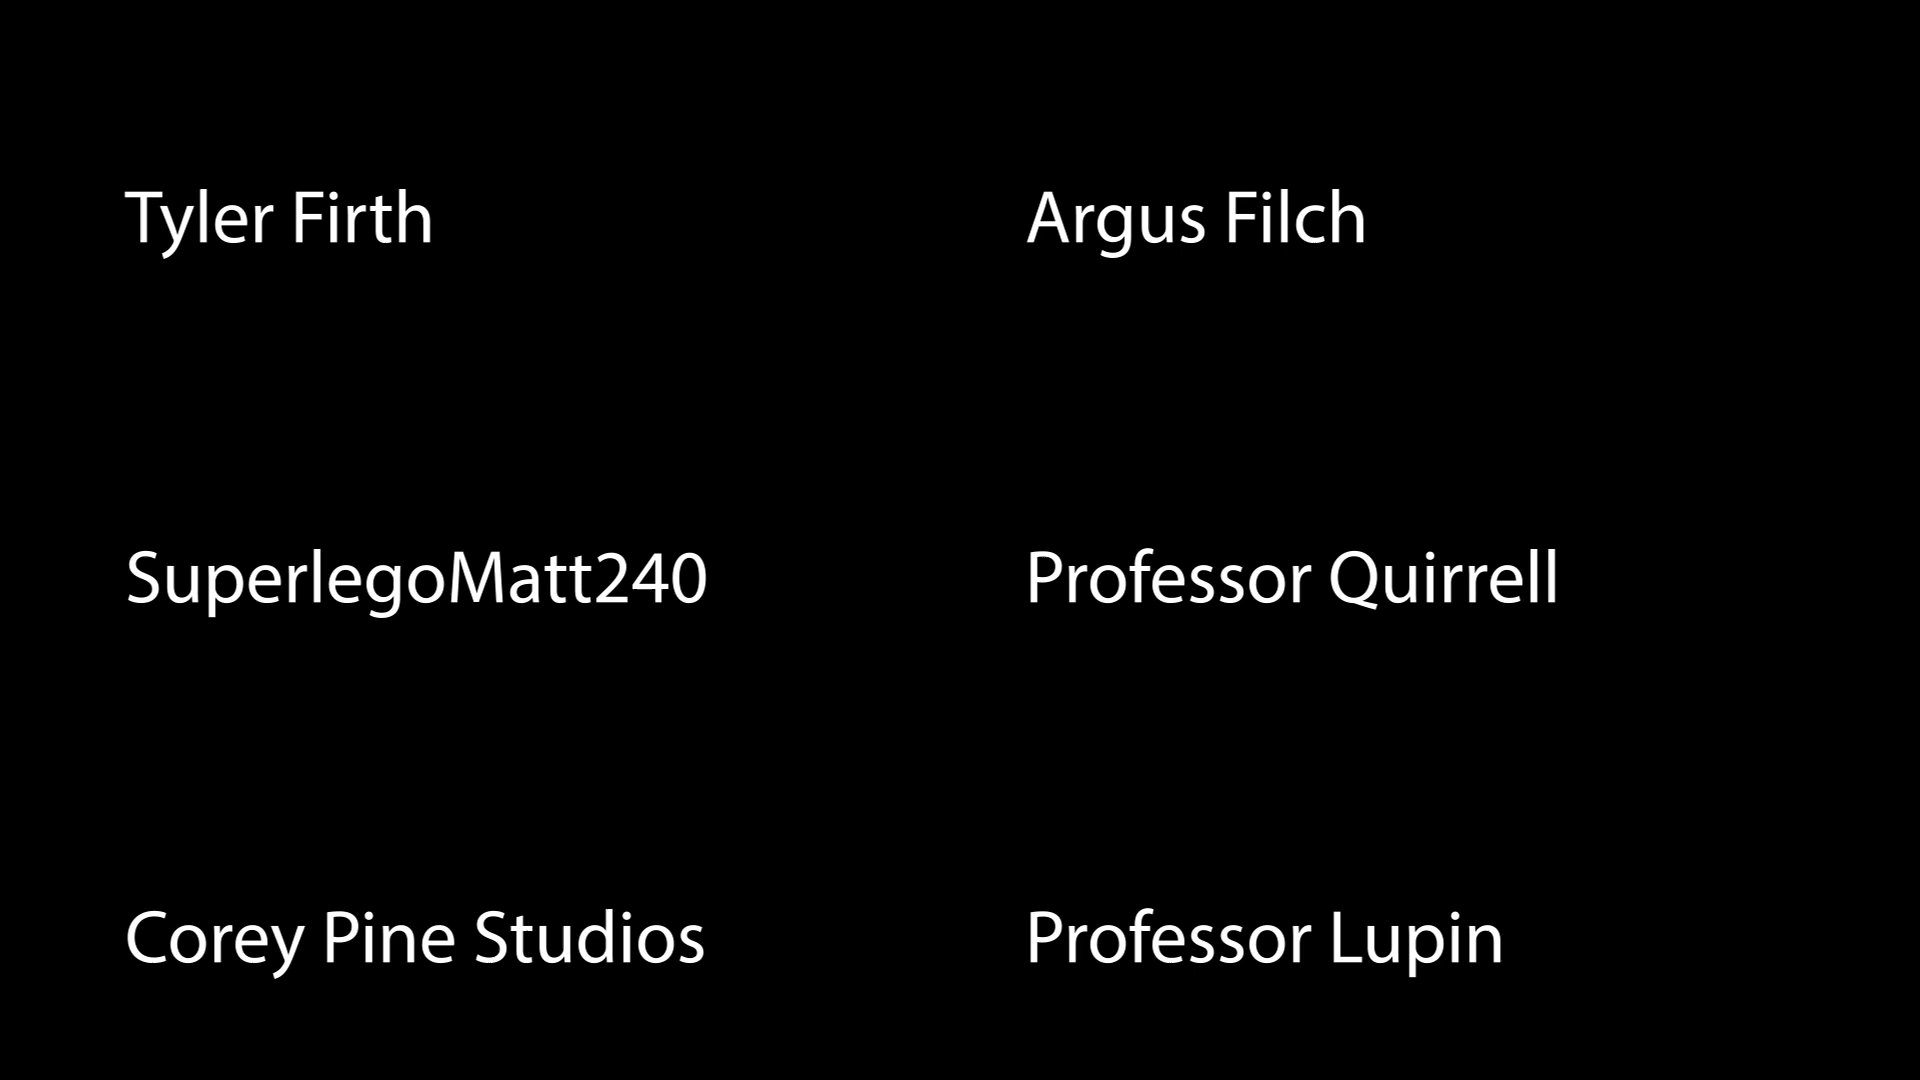 Tyler Firth Argus Filch
SuperlegoMatt240 Professor Quirrell
Corey Pine Studios Professor Lupin